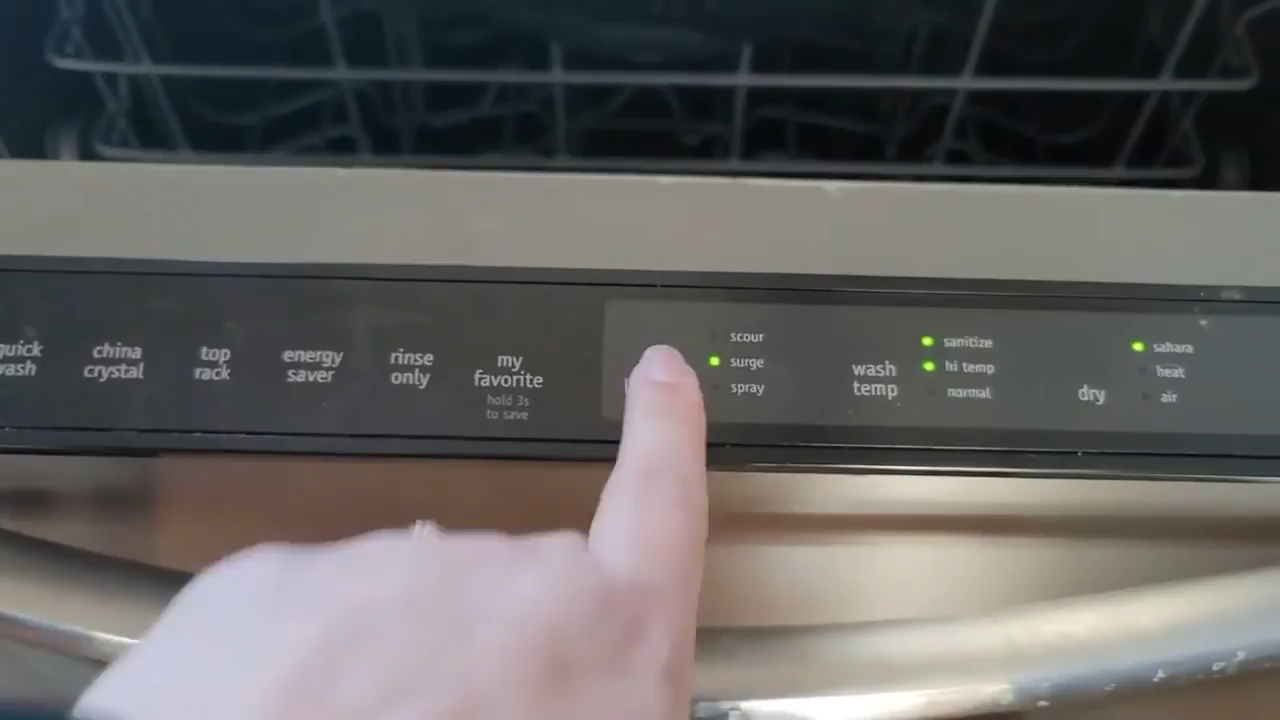 quick
wash
china
crystal
top
rack
energy
saver
rinse
only
my
favorite
hold 3s
to save
scour
surge
spray
wash
temp
sanitize
hi temp
normal
dry
sahara
heat
air